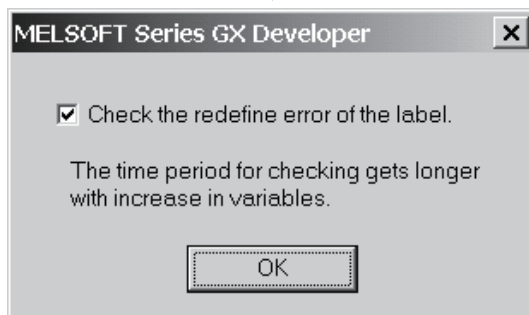 MELSOFT Series GX Developer
Check the redefine error of the label.
The time period for checking gets longer
with increase in variables.
OK